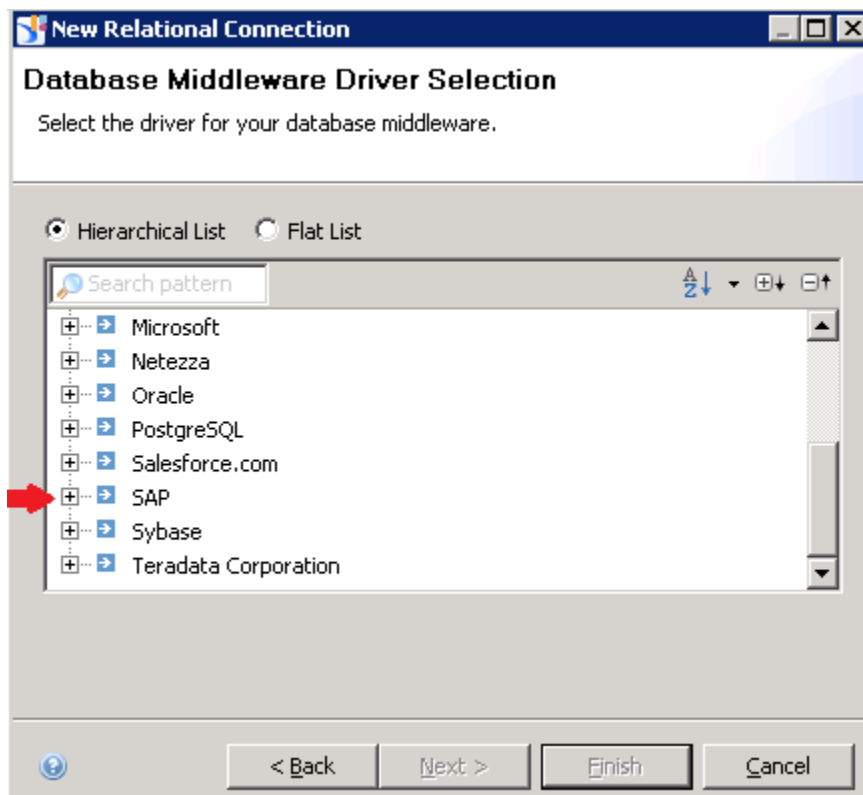 New Relational Connection
Database Middleware Driver Selection
Select the driver for your database middleware.
Hierarchical List Flat List
Search pattern A Z
Microsoft
Netezza
Oracle
PostgreSQL
Salesforce.com
SAP
Sybase
Teradata Corporation
? < Back Next > Finish Cancel